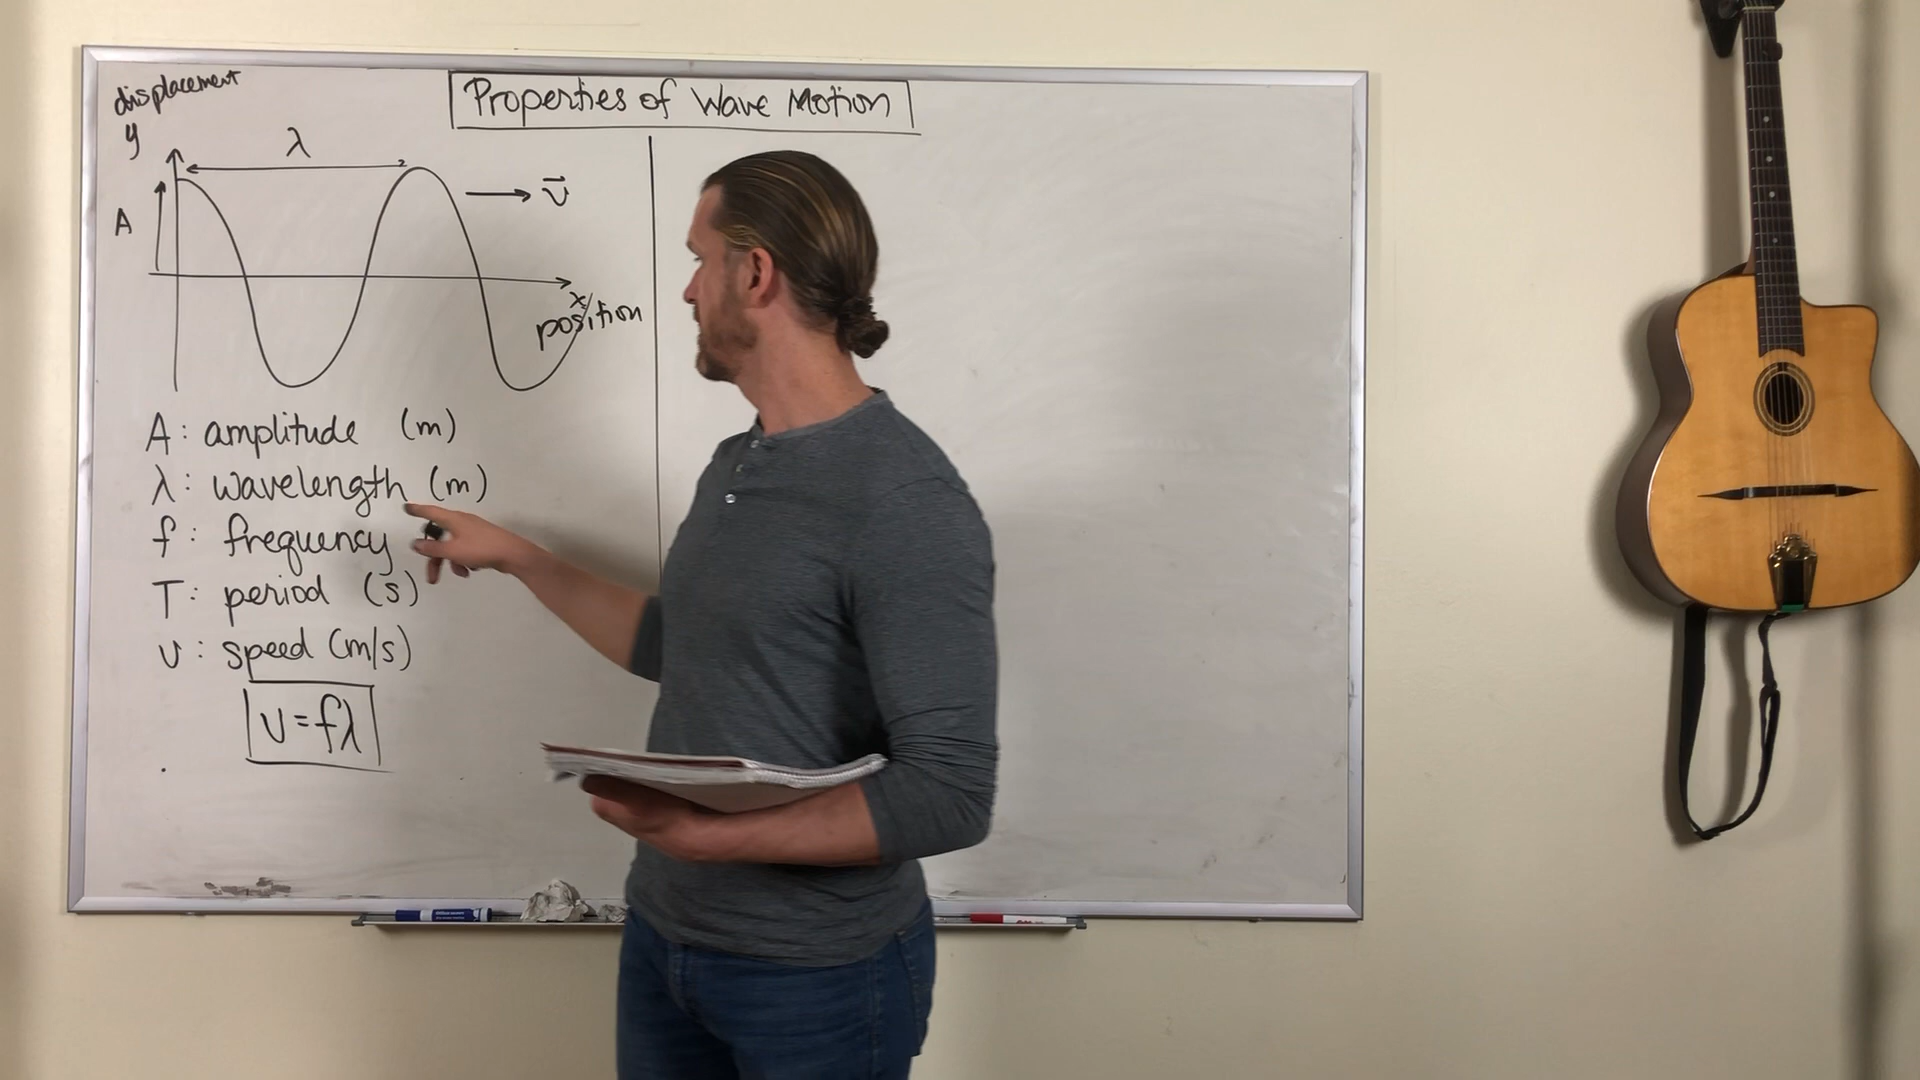 Properties of Wave Motion
displacement
y
λ
v
A
x
position
A: amplitude (m)
λ: wavelength (m)
f: frequency
T: period (s)
v: speed (m/s)
v=fλ